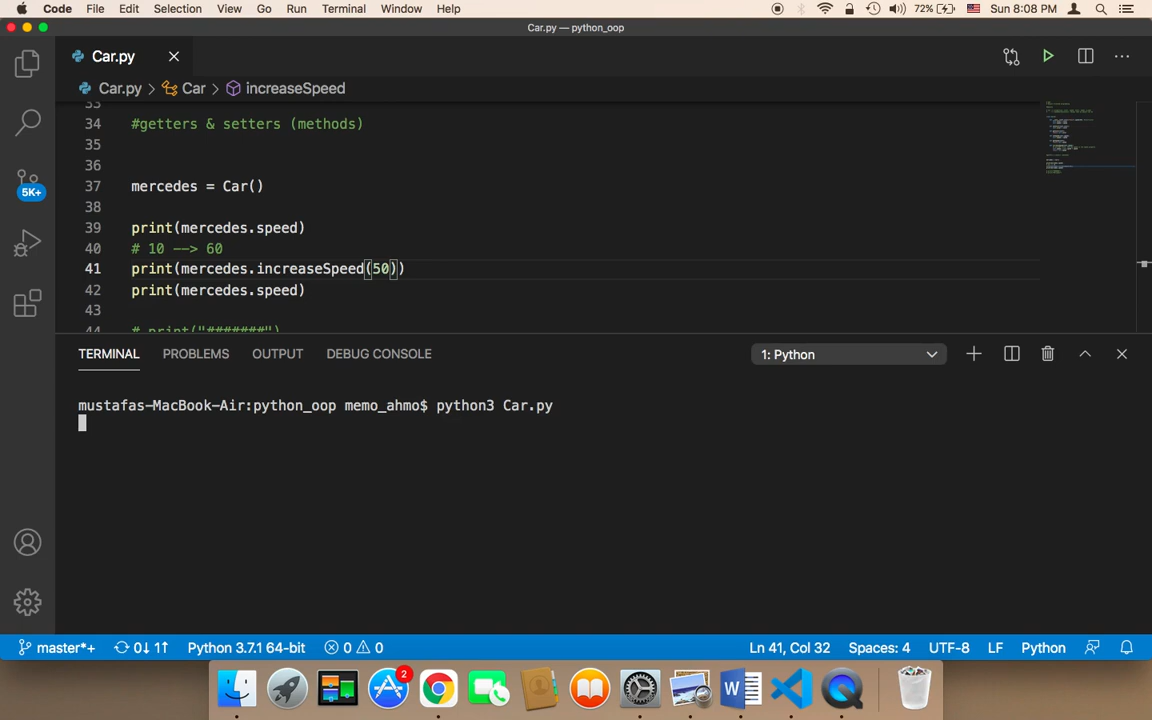 Code File Edit Selection View Go Run Terminal Window Help 72% Sun 8:08 PM
Car.py — python_oop
Car.py
Car.py > Car > increaseSpeed
33
34 #getters & setters (methods)
35
36
37 mercedes = Car()
38
39 print(mercedes.speed)
40 # 10 --> 60
41 print(mercedes.increaseSpeed(50))
42 print(mercedes.speed)
43
44 # print("#######")
5K+
TERMINAL PROBLEMS OUTPUT DEBUG CONSOLE 1: Python
mustafas-MacBook-Air:python_oop memo_ahmo$ python3 Car.py
master*+ 0↓ 1↑ Python 3.7.1 64-bit 0 0 Ln 41, Col 32 Spaces: 4 UTF-8 LF Python
2